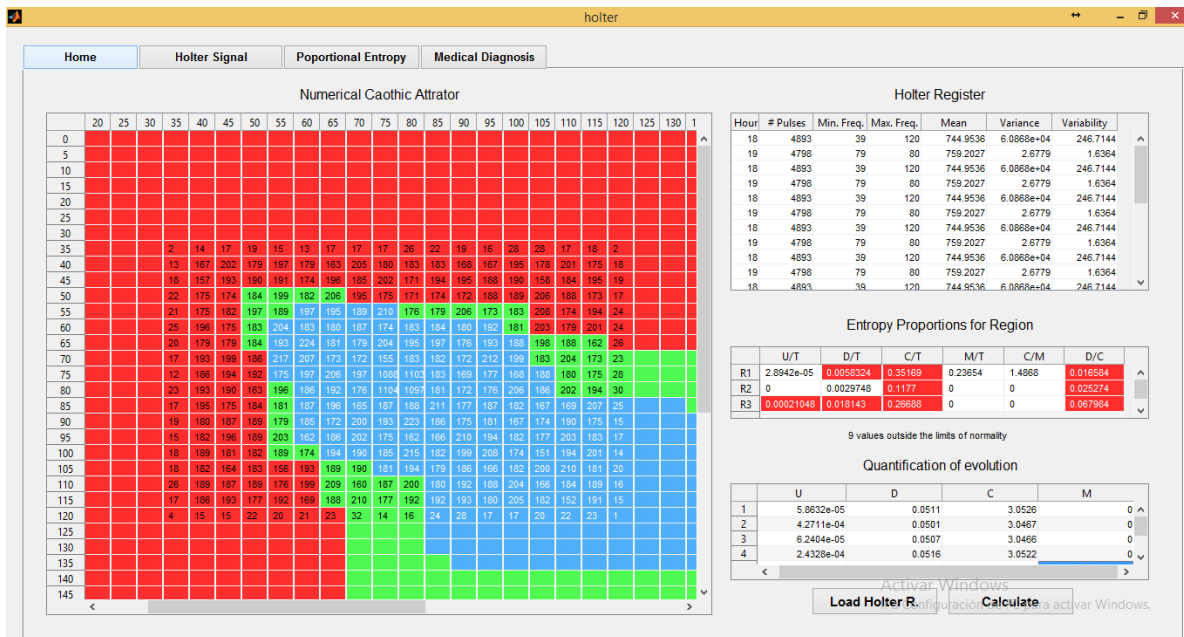 holter
Home Holter Signal Poportional Entropy Medical Diagnosis
Numerical Caothic Attrator
20 25 30 35 40 45 50 55 60 65 70 75 80 85 90 95 100 105 110 115 120 125 130 1
0
5
10
15
20
25
30
35 2 14 17 19 15 13 17 17 17 26 22 19 16 28 28 17 18 2
40 13 167 202 179 197 179 163 205 180 183 183 168 167 195 178 201 175 18
45 18 157 193 190 191 174 196 185 202 171 194 195 188 190 158 184 195 19
50 22 175 174 184 199 182 206 195 175 171 174 172 188 189 206 188 173 17
55 21 175 182 197 189 197 195 189 210 176 179 206 173 183 208 174 194 24
60 25 196 175 183 204 183 180 187 174 183 184 180 192 181 203 179 201 24
65 20 179 179 184 193 224 181 179 204 195 197 176 193 188 198 188 162 26
70 17 193 199 186 217 207 173 172 155 183 182 172 212 199 183 204 173 23
75 12 186 194 192 175 197 206 197 1088 1103 183 169 177 168 188 180 175 28
80 23 193 190 163 196 186 192 176 1104 1097 181 172 176 206 186 202 194 30
85 17 195 175 184 181 187 196 165 187 188 211 177 187 182 167 169 207 25
90 19 180 187 189 179 185 172 200 193 223 186 175 181 167 174 190 175 15
95 15 182 196 189 203 162 186 202 175 162 166 210 194 182 177 203 183 17
100 18 189 181 182 189 174 194 190 185 215 182 199 208 174 151 194 201 14
105 18 182 164 183 156 193 189 190 181 194 179 186 166 182 200 210 181 20
110 26 189 187 189 176 199 209 160 187 200 180 192 188 204 166 184 189 16
115 17 186 193 177 192 169 188 210 177 192 192 193 180 205 182 152 191 15
120 4 15 15 22 20 21 23 32 14 16 24 28 17 17 20 22 23 1
125
130
135
140
145
Holter Register
Hour # Pulses Min. Freq. Max. Freq. Mean Variance Variability
18 4893 39 120 744.9536 6.0868e+04 246.7144
19 4798 79 80 759.2027 2.6779 1.6364
18 4893 39 120 744.9536 6.0868e+04 246.7144
19 4798 79 80 759.2027 2.6779 1.6364
18 4893 39 120 744.9536 6.0868e+04 246.7144
19 4798 79 80 759.2027 2.6779 1.6364
18 4893 39 120 744.9536 6.0868e+04 246.7144
19 4798 79 80 759.2027 2.6779 1.6364
18 4893 39 120 744.9536 6.0868e+04 246.7144
19 4798 79 80 759.2027 2.6779 1.6364
18 4893 39 120 744.9536 6.0868e+04 246.7144
Entropy Proportions for Region
U/T D/T C/T M/T C/M D/C
R1 2.8942e-05 0.0058324 0.35169 0.23654 1.4868 0.016584
R2 0 0.0029748 0.1177 0 0 0.025274
R3 0.00021048 0.018143 0.26688 0 0 0.067984
9 values outside the limits of normality
Quantification of evolution
U D C M
1 5.8632e-05 0.0511 3.0526 0
2 4.2711e-04 0.0501 3.0467 0
3 6.2404e-05 0.0507 3.0466 0
4 2.4328e-04 0.0516 3.0522 0
Activar Windows
Load Holter R. Calculate
para activar Windows.